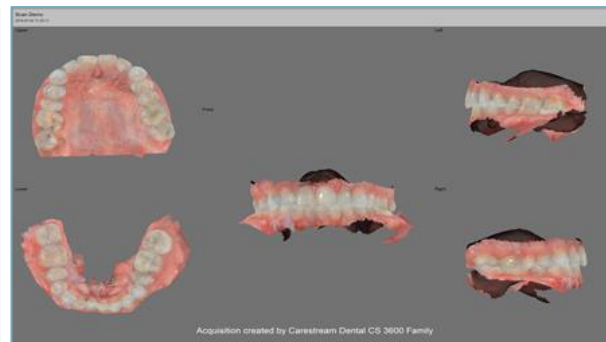 Scan Demo
Upper
Left
Front
Lower
Right
Acquisition created by Carestream Dental CS 3600 Family